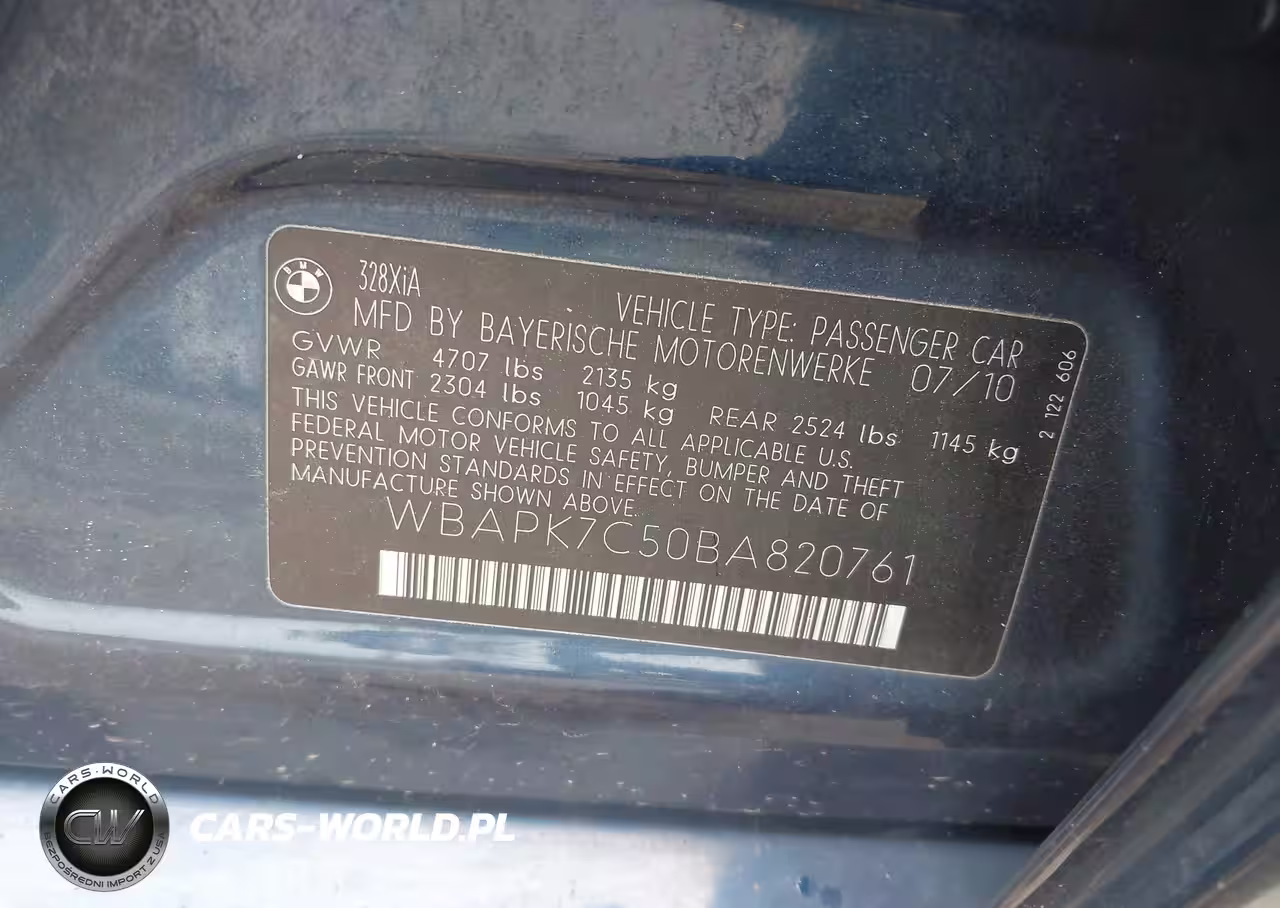 BMW
328XiA
VEHICLE TYPE: PASSENGER CAR
MFD BY BAYERISCHE MOTORENWERKE 07/10
GVWR 4707 lbs 2135 kg
GAWR FRONT 2304 lbs 1045 kg REAR 2524 lbs 1145 kg
THIS VEHICLE CONFORMS TO ALL APPLICABLE U.S.
FEDERAL MOTOR VEHICLE SAFETY, BUMPER AND THEFT
PREVENTION STANDARDS IN EFFECT ON THE DATE OF
MANUFACTURE SHOWN ABOVE.
WBAPK7C50BA820761
2 122 606
CARS-WORLD
CW
BEZPOŚREDNI IMPORT Z USA
CARS-WORLD.PL